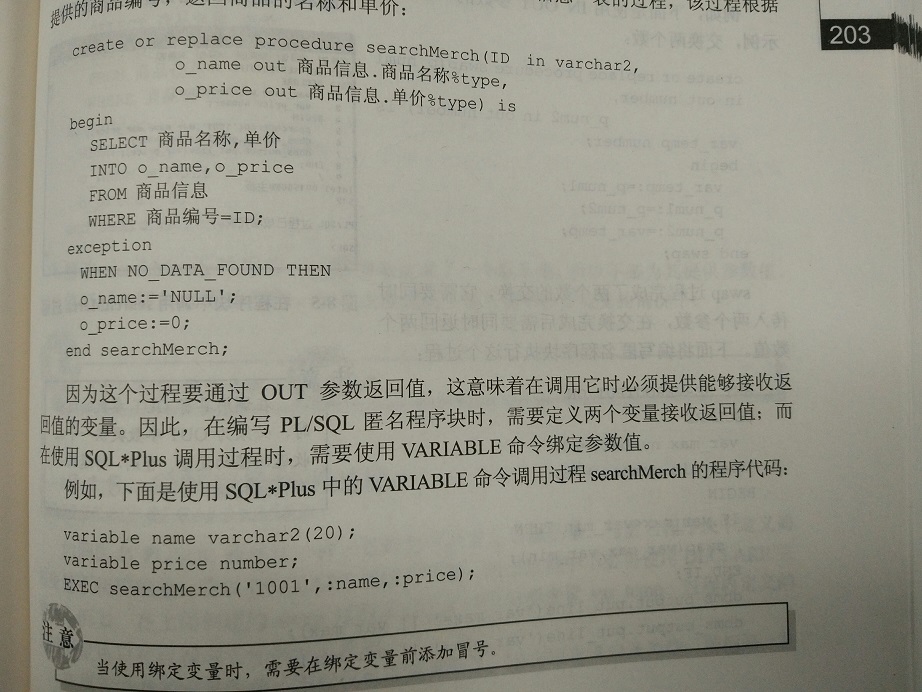 提供的商品编号，返回商品的名称和单价：
表的过程，该过程根据
203
create or replace procedure searchMerch(ID in varchar2,
o_name out 商品信息.商品名称%type,
o_price out 商品信息.单价%type) is
begin
SELECT 商品名称,单价
INTO o_name,o_price
FROM 商品信息
WHERE 商品编号=ID;
exception
WHEN NO_DATA_FOUND THEN
o_name:='NULL';
o_price:=0;
end searchMerch;
因为这个过程要通过 OUT 参数返回值，这意味着在调用它时必须提供能够接收返
回值的变量。因此，在编写 PL/SQL 匿名程序块时，需要定义两个变量接收返回值；而
在使用 SQL*Plus 调用过程时，需要使用 VARIABLE 命令绑定参数值。
例如，下面是使用 SQL*Plus 中的 VARIABLE 命令调用过程 searchMerch 的程序代码：
variable name varchar2(20);
variable price number;
EXEC searchMerch('1001',:name,:price);
注意
当使用绑定变量时，需要在绑定变量前添加冒号。